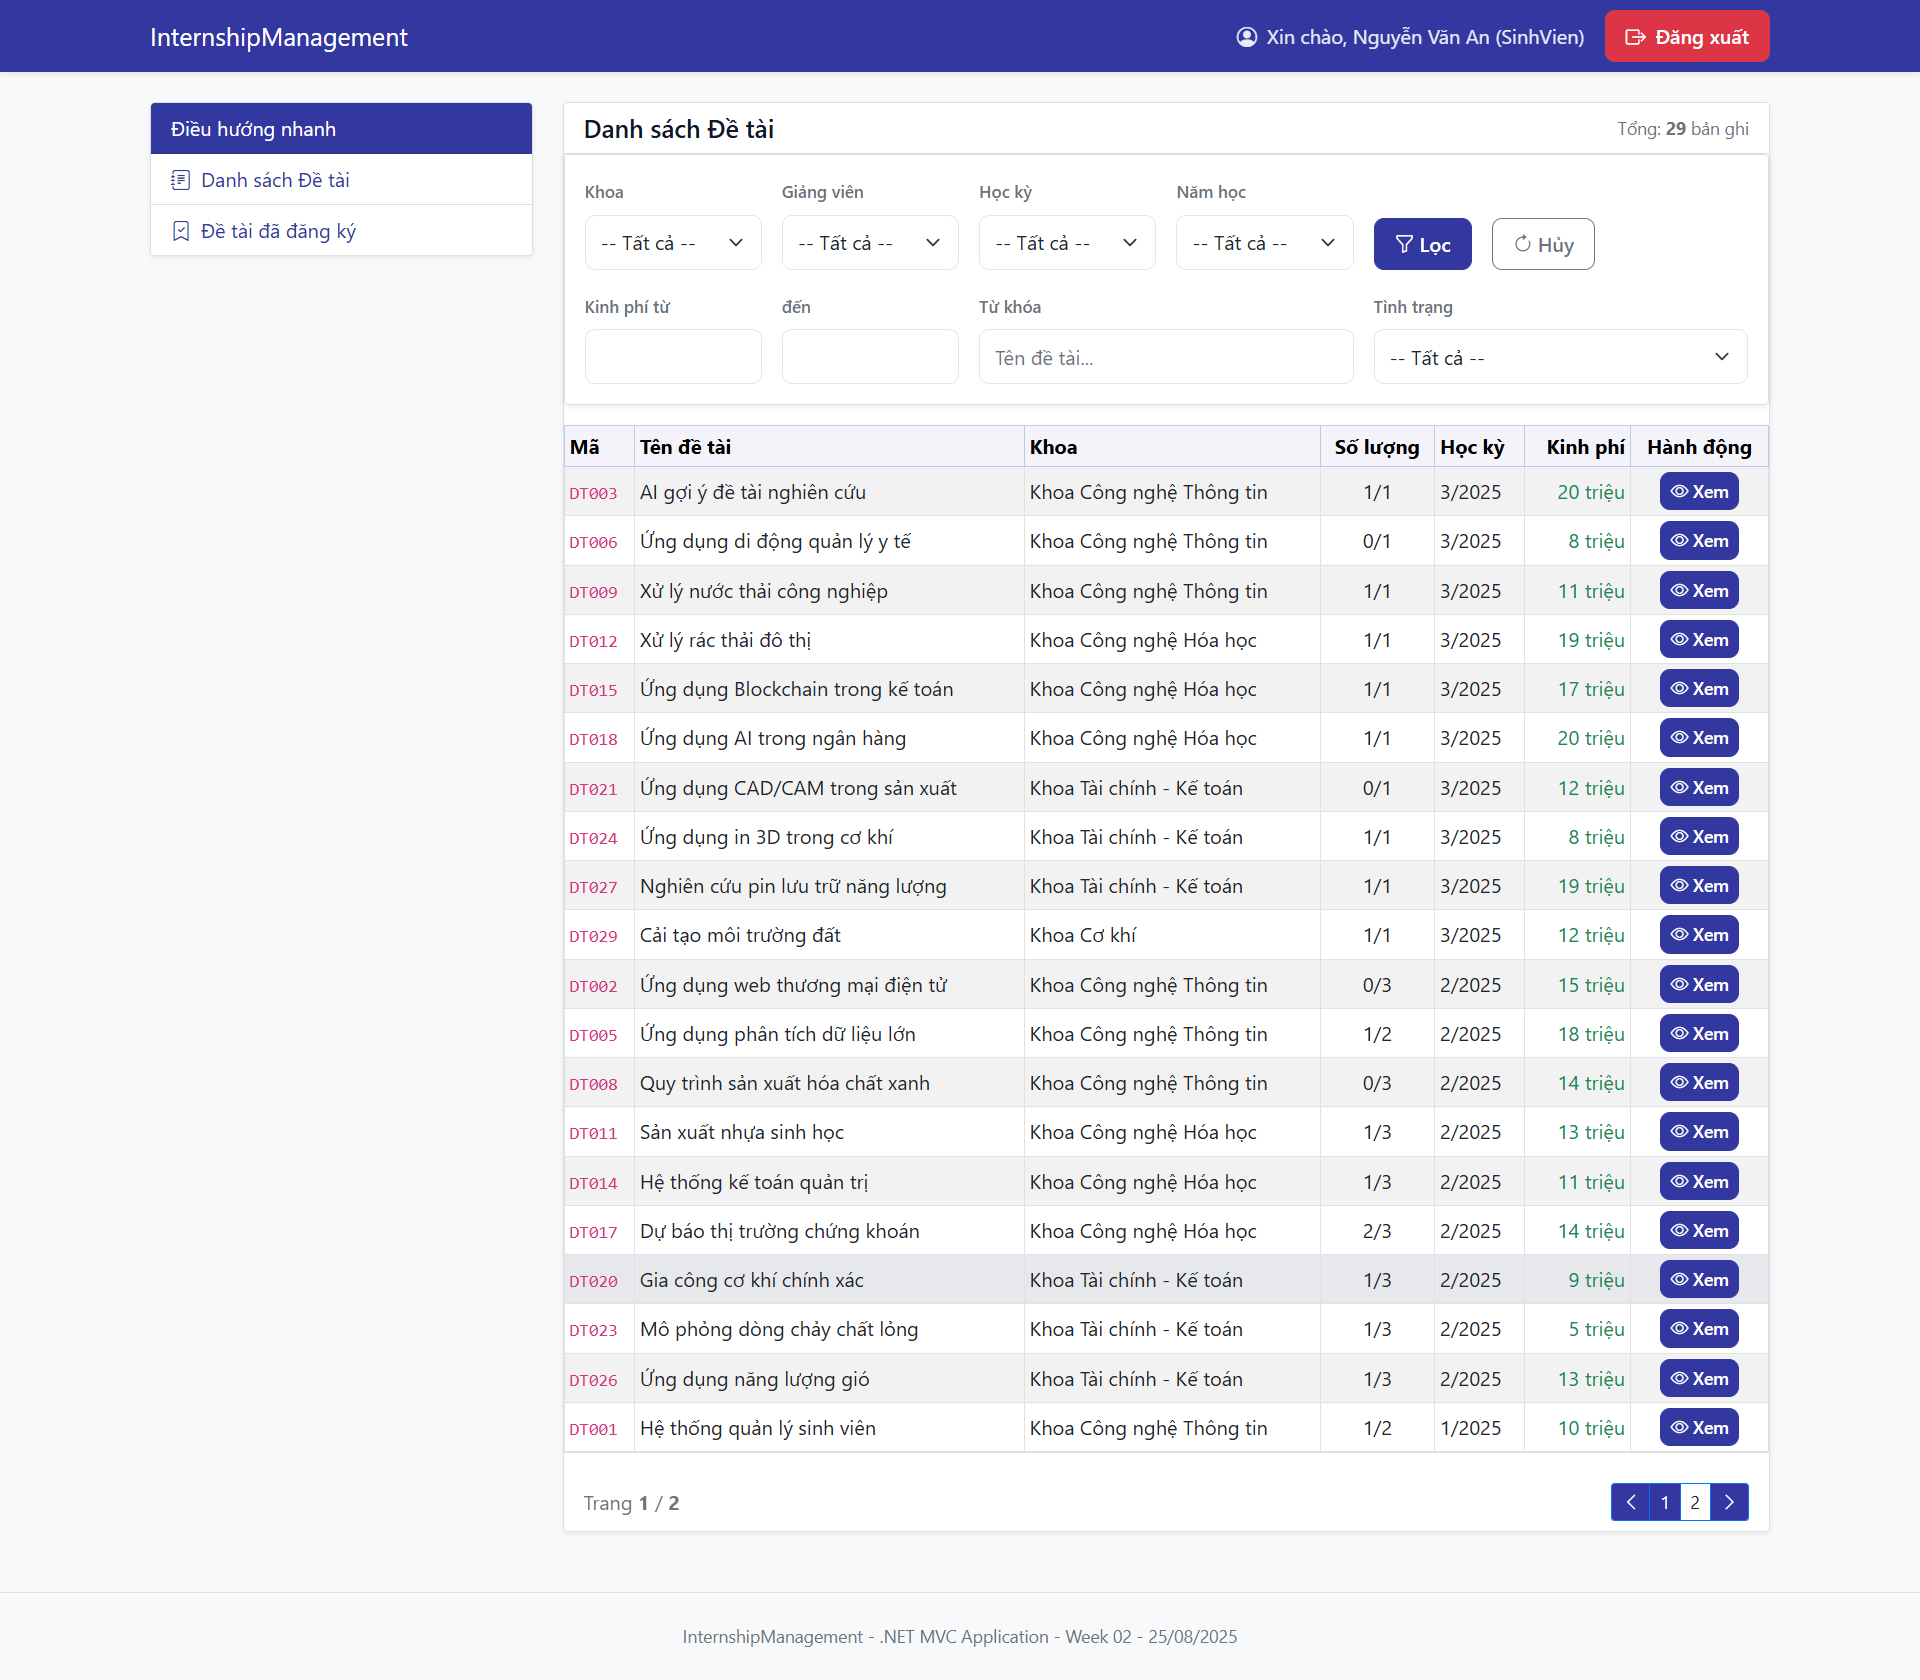 InternshipManagement
Xin chào, Nguyễn Văn An (SinhVien)
Đăng xuất
Điều hướng nhanh
Danh sách Đề tài
Đề tài đã đăng ký
Danh sách Đề tài
Tổng: 29 bản ghi
Khoa Giảng viên Học kỳ Năm học
-- Tất cả -- -- Tất cả -- -- Tất cả -- -- Tất cả -- Lọc Hủy
Kinh phí từ đến Từ khóa Tình trạng
Tên đề tài... -- Tất cả --
Mã Tên đề tài Khoa Số lượng Học kỳ Kinh phí Hành động
DT003 AI gợi ý đề tài nghiên cứu Khoa Công nghệ Thông tin 1/1 3/2025 20 triệu Xem
DT006 Ứng dụng di động quản lý y tế Khoa Công nghệ Thông tin 0/1 3/2025 8 triệu Xem
DT009 Xử lý nước thải công nghiệp Khoa Công nghệ Thông tin 1/1 3/2025 11 triệu Xem
DT012 Xử lý rác thải đô thị Khoa Công nghệ Hóa học 1/1 3/2025 19 triệu Xem
DT015 Ứng dụng Blockchain trong kế toán Khoa Công nghệ Hóa học 1/1 3/2025 17 triệu Xem
DT018 Ứng dụng AI trong ngân hàng Khoa Công nghệ Hóa học 1/1 3/2025 20 triệu Xem
DT021 Ứng dụng CAD/CAM trong sản xuất Khoa Tài chính - Kế toán 0/1 3/2025 12 triệu Xem
DT024 Ứng dụng in 3D trong cơ khí Khoa Tài chính - Kế toán 1/1 3/2025 8 triệu Xem
DT027 Nghiên cứu pin lưu trữ năng lượng Khoa Tài chính - Kế toán 1/1 3/2025 19 triệu Xem
DT029 Cải tạo môi trường đất Khoa Cơ khí 1/1 3/2025 12 triệu Xem
DT002 Ứng dụng web thương mại điện tử Khoa Công nghệ Thông tin 0/3 2/2025 15 triệu Xem
DT005 Ứng dụng phân tích dữ liệu lớn Khoa Công nghệ Thông tin 1/2 2/2025 18 triệu Xem
DT008 Quy trình sản xuất hóa chất xanh Khoa Công nghệ Thông tin 0/3 2/2025 14 triệu Xem
DT011 Sản xuất nhựa sinh học Khoa Công nghệ Hóa học 1/3 2/2025 13 triệu Xem
DT014 Hệ thống kế toán quản trị Khoa Công nghệ Hóa học 1/3 2/2025 11 triệu Xem
DT017 Dự báo thị trường chứng khoán Khoa Công nghệ Hóa học 2/3 2/2025 14 triệu Xem
DT020 Gia công cơ khí chính xác Khoa Tài chính - Kế toán 1/3 2/2025 9 triệu Xem
DT023 Mô phỏng dòng chảy chất lỏng Khoa Tài chính - Kế toán 1/3 2/2025 5 triệu Xem
DT026 Ứng dụng năng lượng gió Khoa Tài chính - Kế toán 1/3 2/2025 13 triệu Xem
DT001 Hệ thống quản lý sinh viên Khoa Công nghệ Thông tin 1/2 1/2025 10 triệu Xem
Trang 1 / 2
1 2
InternshipManagement - .NET MVC Application - Week 02 - 25/08/2025